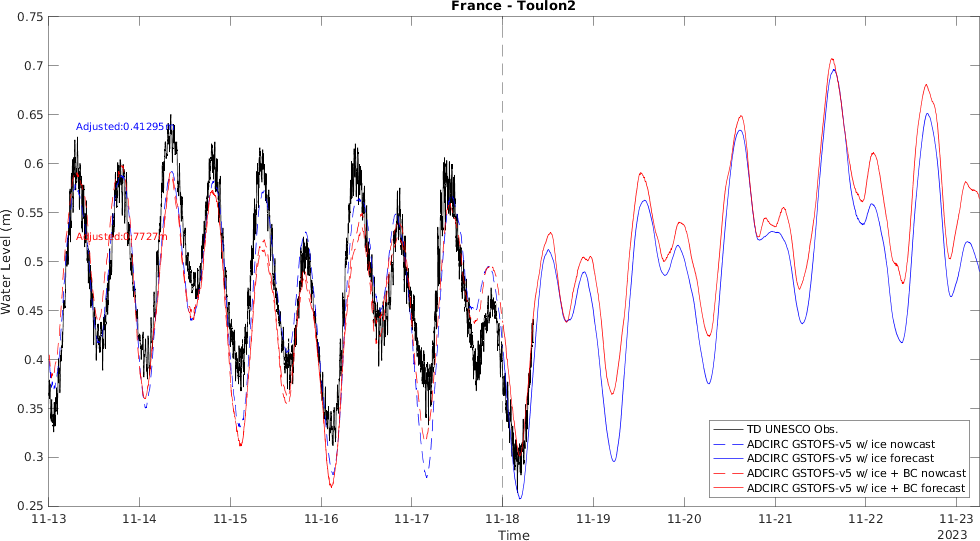 France - Toulon2
0.75
0.7
0.65
0.6
0.55
0.5
0.45
0.4
0.35
0.3
0.25
Water Level (m)
Adjusted:0.41295
Adjusted:0.7727m
TD UNESCO Obs.
ADCIRC GSTOFS-v5 w/ ice nowcast
ADCIRC GSTOFS-v5 w/ ice forecast
ADCIRC GSTOFS-v5 w/ ice + BC nowcast
ADCIRC GSTOFS-v5 w/ ice + BC forecast
11-13 11-14 11-15 11-16 11-17 11-18 11-19 11-20 11-21 11-22 11-23
Time
2023